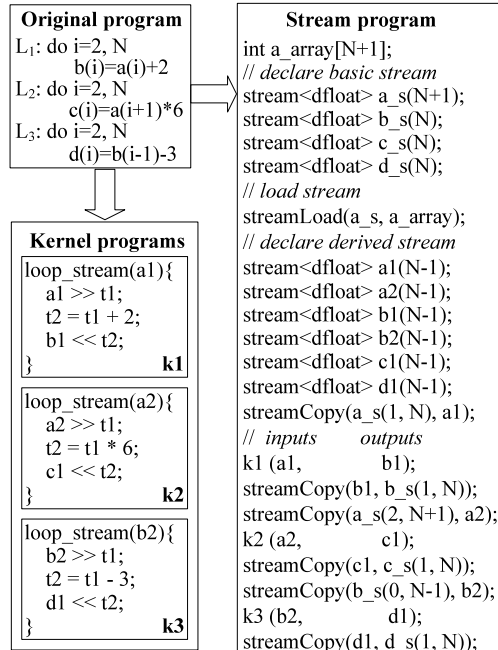 Original program
L₁: do i=2, N
b(i)=a(i)+2
L₂: do i=2, N
c(i)=a(i+1)*6
L₃: do i=2, N
d(i)=b(i-1)-3
Kernel programs
loop_stream(a1){
a1 >> t1;
t2 = t1 + 2;
b1 << t2;
} k1
loop_stream(a2){
a2 >> t1;
t2 = t1 * 6;
c1 << t2;
} k2
loop_stream(b2){
b2 >> t1;
t2 = t1 - 3;
d1 << t2;
} k3
Stream program
int a_array[N+1];
// declare basic stream
stream<dfloat> a_s(N+1);
stream<dfloat> b_s(N);
stream<dfloat> c_s(N);
stream<dfloat> d_s(N);
// load stream
streamLoad(a_s, a_array);
// declare derived stream
stream<dfloat> a1(N-1);
stream<dfloat> a2(N-1);
stream<dfloat> b1(N-1);
stream<dfloat> b2(N-1);
stream<dfloat> c1(N-1);
stream<dfloat> d1(N-1);
streamCopy(a_s(1, N), a1);
// inputs outputs
k1 (a1, b1);
streamCopy(b1, b_s(1, N));
streamCopy(a_s(2, N+1), a2);
k2 (a2, c1);
streamCopy(c1, c_s(1, N));
streamCopy(b_s(0, N-1), b2);
k3 (b2, d1);
streamCopy(d1, d_s(1, N));